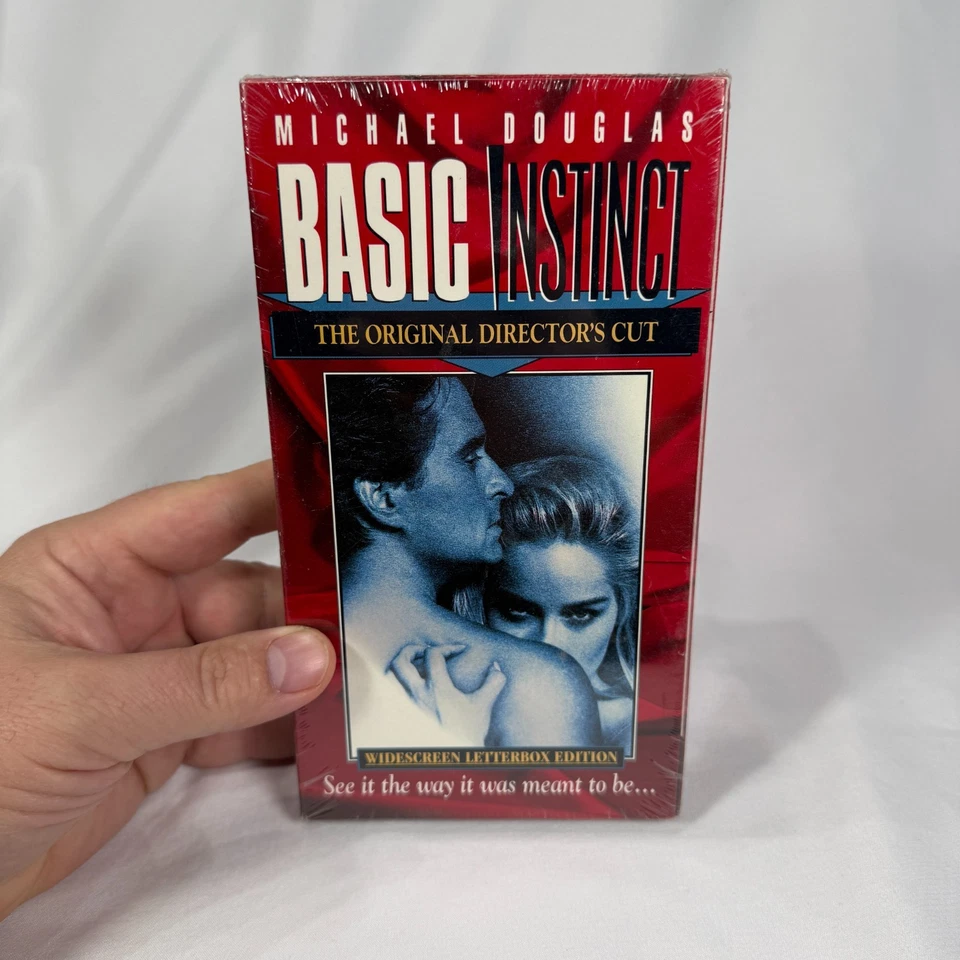 MICHAEL DOUGLAS
BASIC INSTINCT
THE ORIGINAL DIRECTOR'S CUT
WIDESCREEN LETTERBOX EDITION
See it the way it was meant to be...